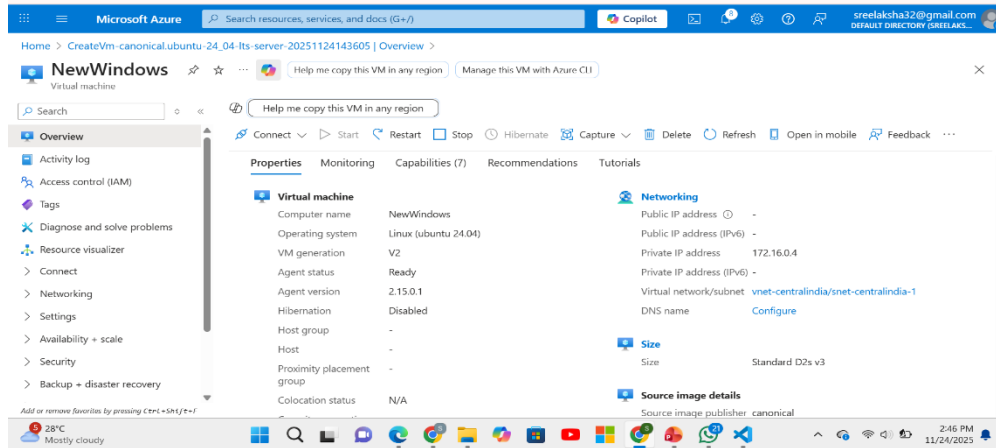 Microsoft Azure
Search resources, services, and docs (G+/)
Copilot
sreelaksha32@gmail.com
DEFAULT DIRECTORY (SREELAKS...
Home > CreateVm-canonical.ubuntu-24_04-lts-server-20251124143605 | Overview >
NewWindows
Virtual machine
Help me copy this VM in any region
Manage this VM with Azure CLI
Search
Help me copy this VM in any region
Connect
Start
Restart
Stop
Hibernate
Capture
Delete
Refresh
Open in mobile
Feedback
Overview
Activity log
Access control (IAM)
Tags
Diagnose and solve problems
Resource visualizer
Connect
Networking
Settings
Availability + scale
Security
Backup + disaster recovery
Add or remove favorites by pressing Ctrl+Shift+F
Properties Monitoring Capabilities (7) Recommendations Tutorials
Virtual machine
Computer name NewWindows
Operating system Linux (ubuntu 24.04)
VM generation V2
Agent status Ready
Agent version 2.15.0.1
Hibernation Disabled
Host group -
Host -
Proximity placement group -
Colocation status N/A
Networking
Public IP address -
Public IP address (IPv6) -
Private IP address 172.16.0.4
Private IP address (IPv6) -
Virtual network/subnet vnet-centralindia/snet-centralindia-1
DNS name Configure
Size
Size Standard D2s v3
Source image details
Source image publisher canonical
28°C
Mostly cloudy
2:46 PM
11/24/2025